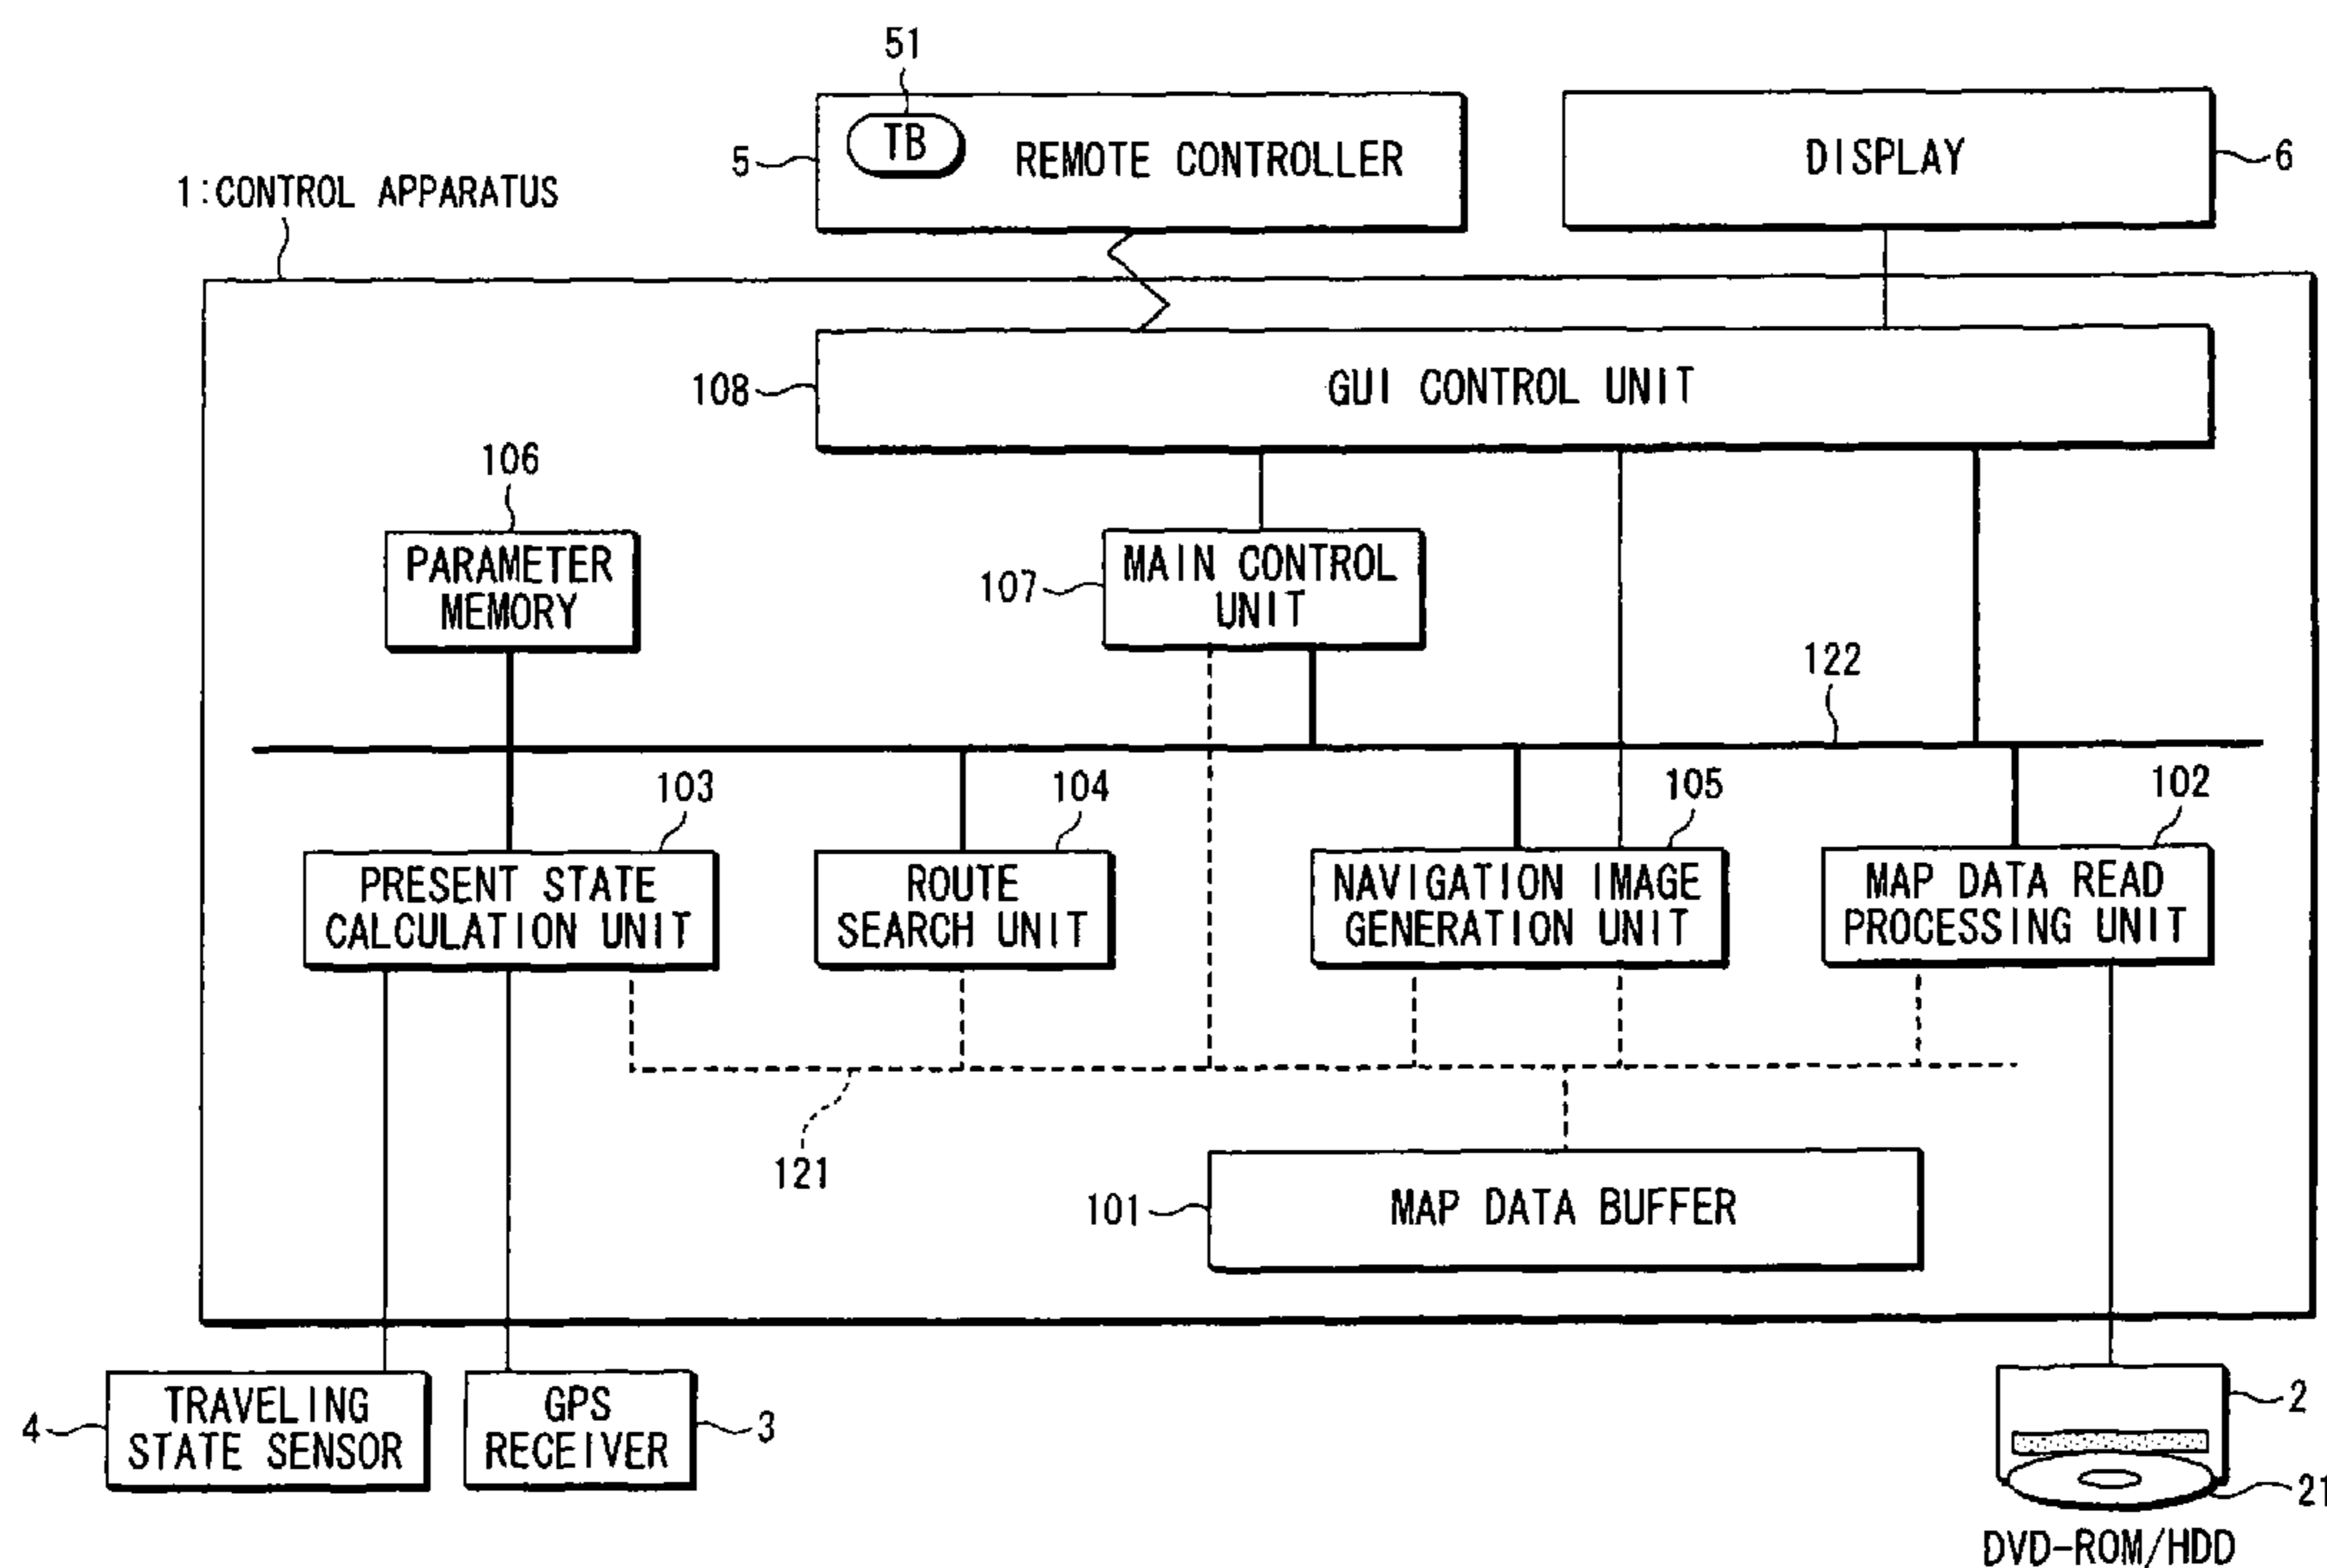 51
TB
5
REMOTE CONTROLLER
DISPLAY
6
1:CONTROL APPARATUS
108
GUI CONTROL UNIT
106
PARAMETER
MEMORY
107
MAIN CONTROL
UNIT
122
103
104
105
102
PRESENT STATE
CALCULATION UNIT
ROUTE
SEARCH UNIT
NAVIGATION IMAGE
GENERATION UNIT
MAP DATA READ
PROCESSING UNIT
121
101
MAP DATA BUFFER
4
TRAVELING
STATE SENSOR
GPS
RECEIVER
3
2
21
DVD-ROM/HDD